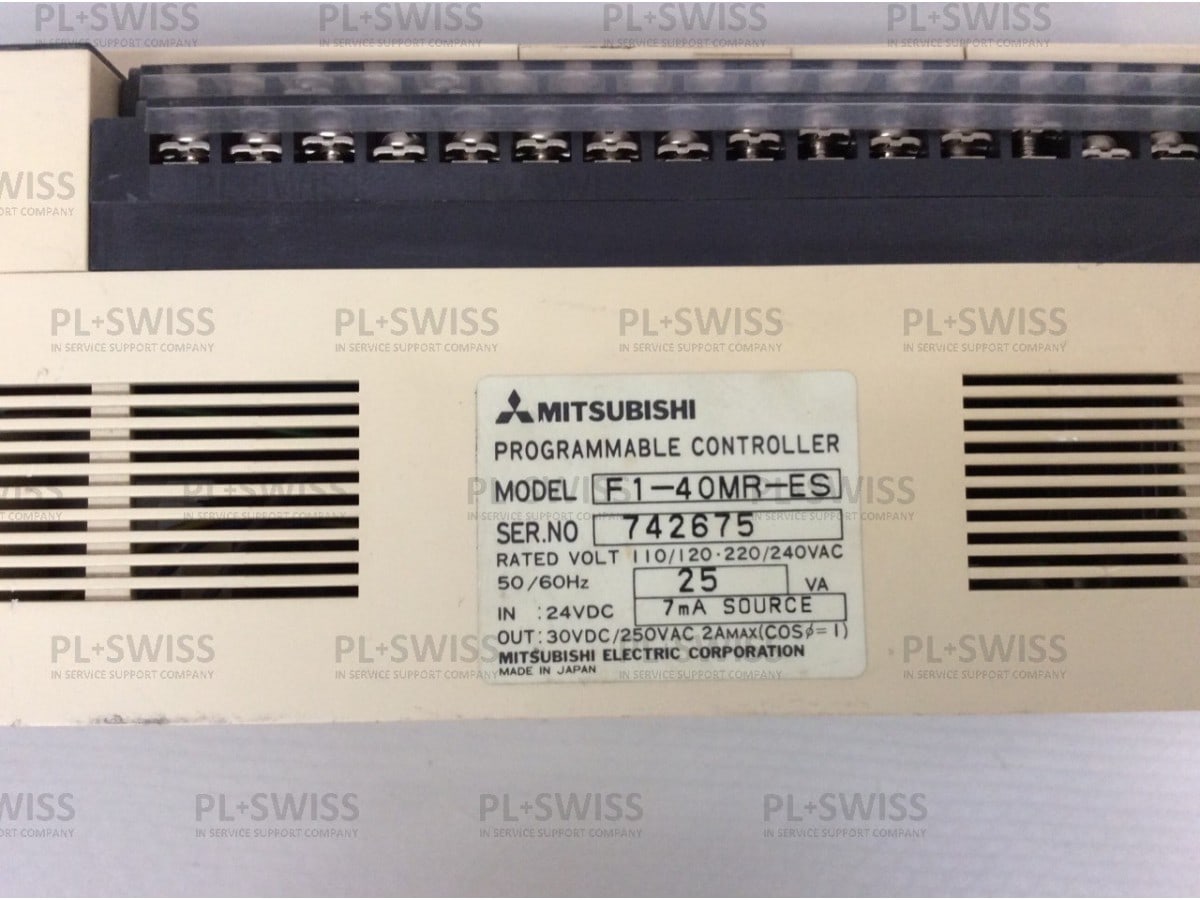 MITSUBISHI
PROGRAMMABLE CONTROLLER
MODEL F1-40MR-ES
SER.NO 742675
RATED VOLT 110/120·220/240VAC
50/60Hz 25 VA
IN :24VDC 7mA SOURCE
OUT:30VDC/250VAC 2AMAX(COSø=1)
MITSUBISHI ELECTRIC CORPORATION
MADE IN JAPAN
PL+SWISS
IN SERVICE SUPPORT COMPANY